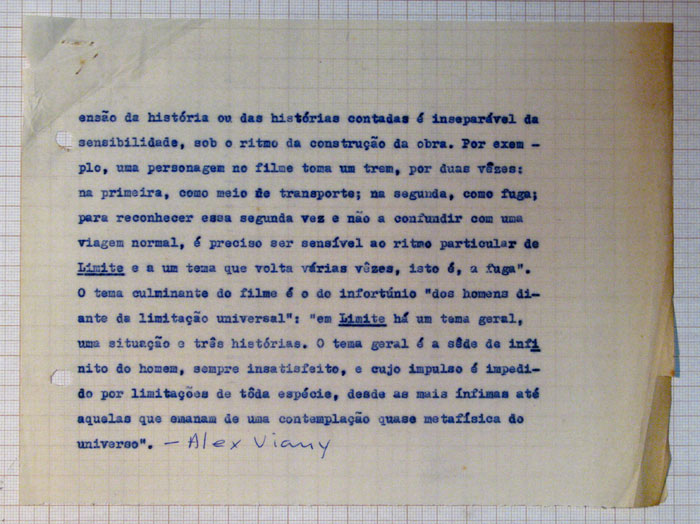 ensão da história ou das histórias contadas é inseparável da
sensibilidade, sob o ritmo da construção da obra. Por exem -
plo, uma personagem no filme toma um trem, por duas vêzes:
na primeira, como meio de transporte; na segunda, como fuga;
para reconhecer essa segunda vez e não a confundir com uma
viagem normal, é preciso ser sensível ao ritmo particular de
Limite e a um tema que volta várias vêzes, isto é, a fuga".
O tema culminante do filme é o do infortúnio "dos homens di-
ante da limitação universal": "em Limite há um tema geral,
uma situação e três histórias. O tema geral é a sêde de infi
nito do homem, sempre insatisfeito, e cujo impulso é impedi-
do por limitações de tôda espécie, desde as mais ínfimas até
aquelas que emanam de uma contemplação quase metafísica do
universo". — Alex Viany